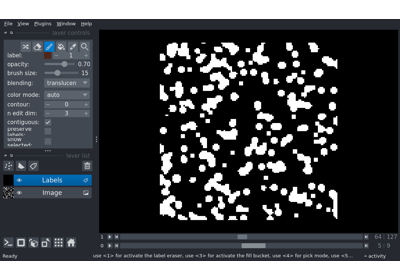 File View Plugins Window Help
layer controls
label: 1
opacity: 0.70
brush size: 15
blending: translucen
color mode: auto
contour: 0
n edit dim: 3
contiguous:
preserve
labels:
show
selected:
layer list
Labels
Image
1 64 127
0 5 9
Ready use <1> for activate the label eraser, use <3> for activate the fill bucket, use <4> for pick mode, use <5... activity